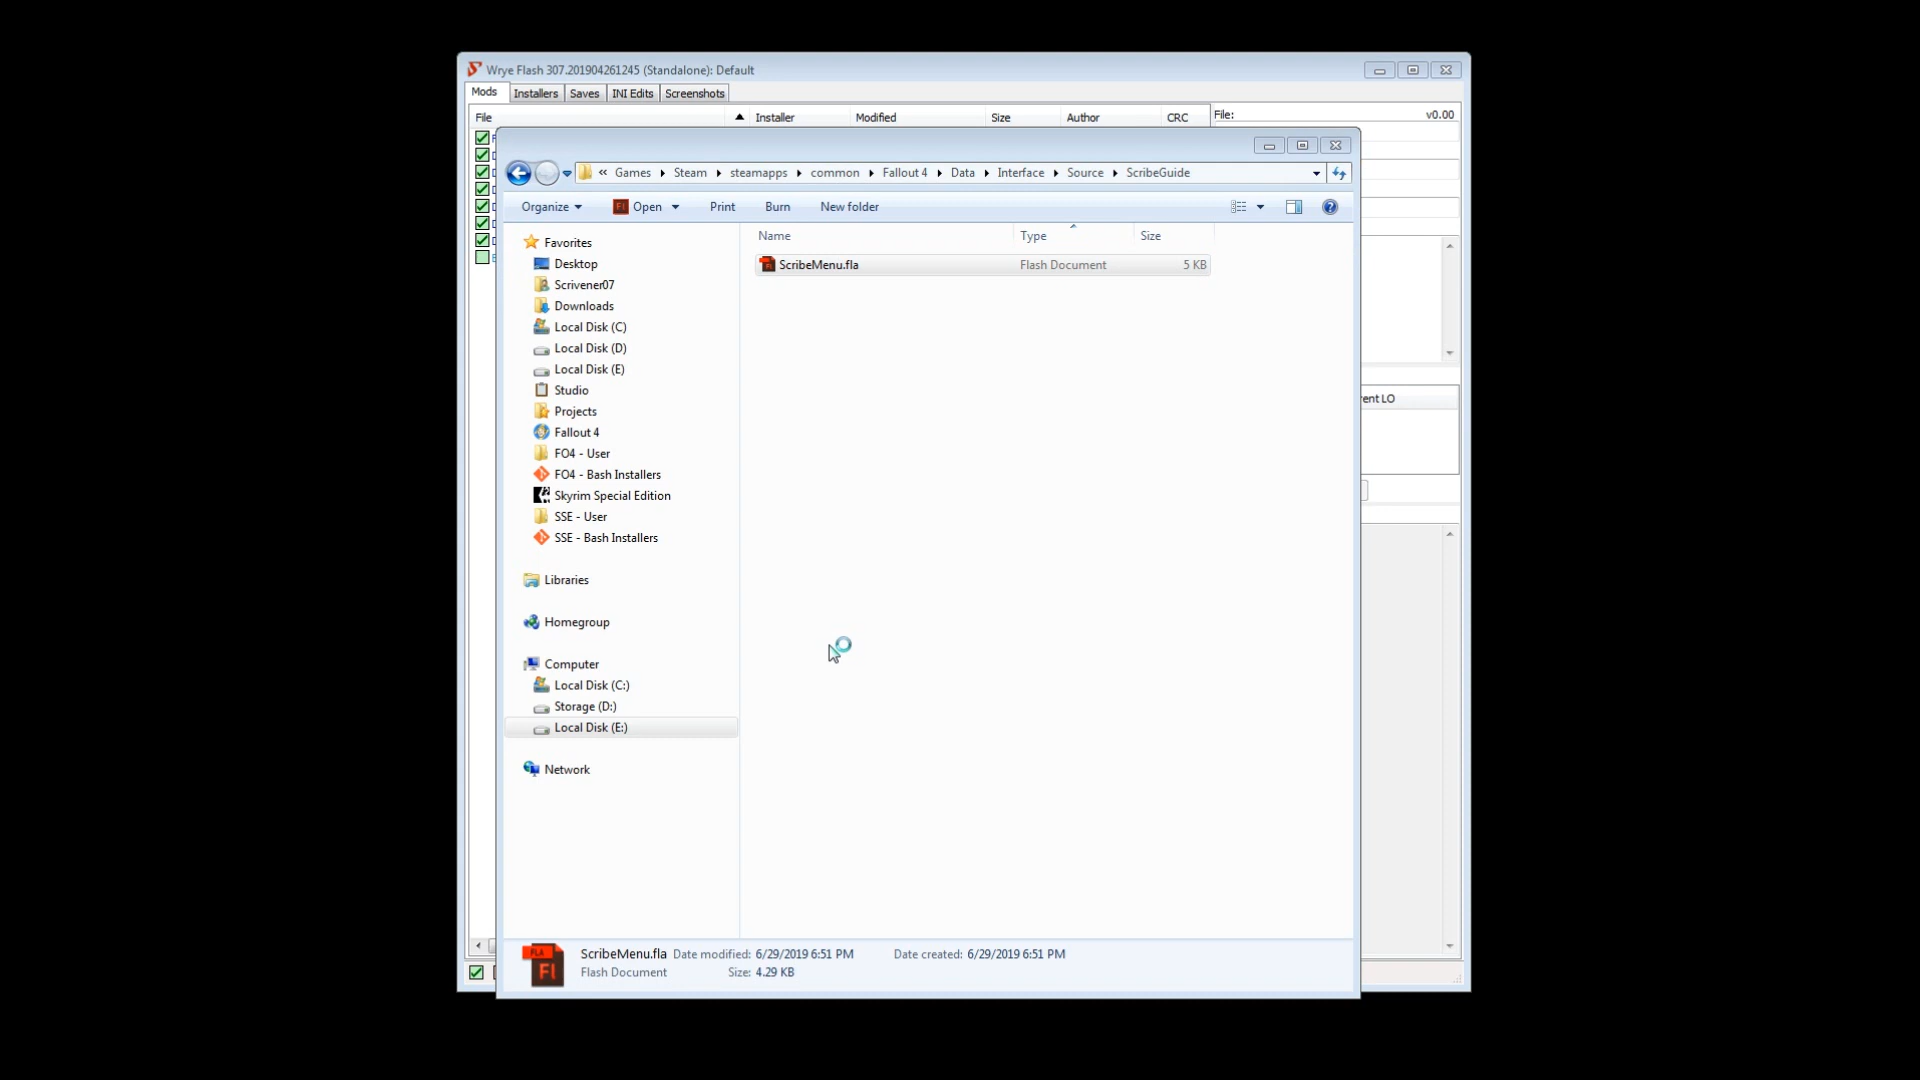 Wrye Flash 307.201904261245 (Standalone): Default
Mods Installers Saves INI Edits Screenshots
File Installer Modified Size Author CRC File: v0.00
« Games Steam steamapps common Fallout 4 Data Interface Source ScribeGuide
Organize Open Print Burn New folder
Name Type Size
ScribeMenu.fla Flash Document 5 KB
Favorites
Desktop
Scrivener07
Downloads
Local Disk (C)
Local Disk (D)
Local Disk (E)
Studio
Projects
Fallout 4
FO4 - User
FO4 - Bash Installers
Skyrim Special Edition
SSE - User
SSE - Bash Installers
Libraries
Homegroup
Computer
Local Disk (C:)
Storage (D:)
Local Disk (E:)
Network
LO
ScribeMenu.fla Date modified: 6/29/2019 6:51 PM Date created: 6/29/2019 6:51 PM
Flash Document Size: 4.29 KB